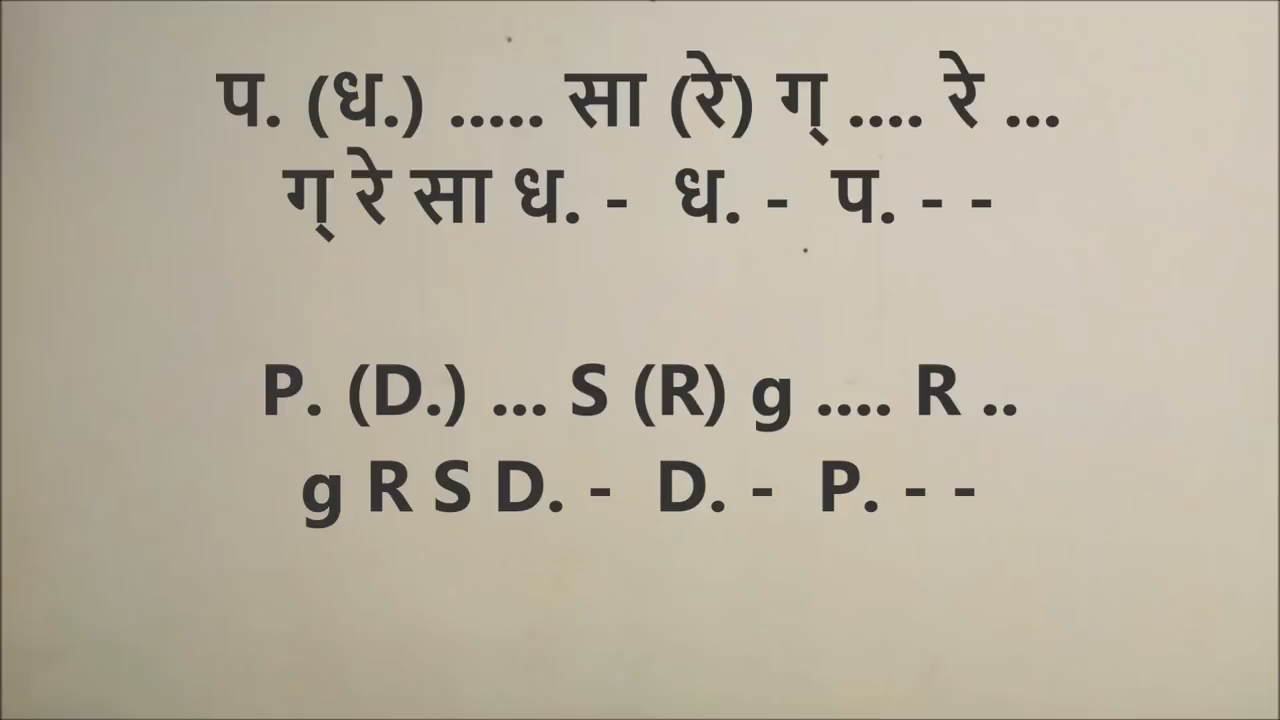 प. (ध.) ..... सा (रे) ग् .... रे ...
ग् रे सा ध. - ध. - प. - -
P. (D.) ... S (R) g .... R ..
g R S D. - D. - P. - -